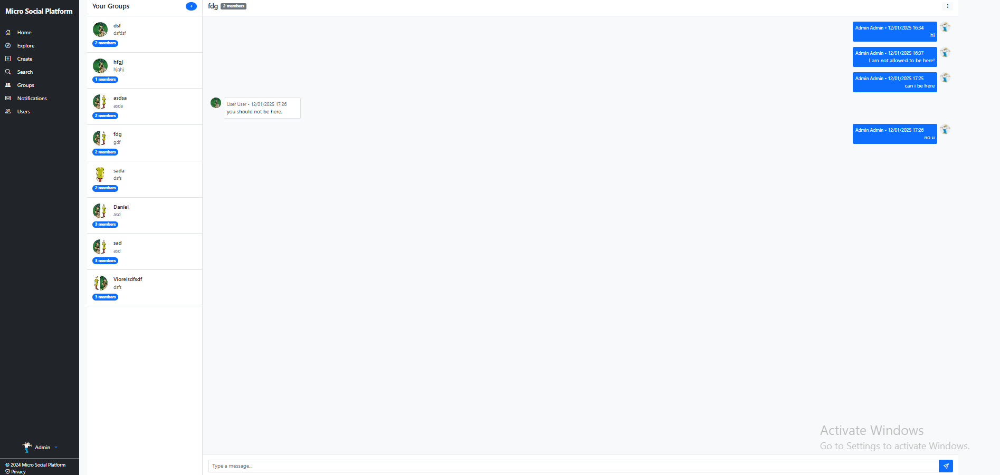 Micro Social Platform
Home
Explore
Create
Search
Groups
Notifications
Users
Admin
© 2024 Micro Social Platform
Privacy
Your Groups
+
dsf
dsfdsf
2 members
hfgj
hjghj
1 members
asdsa
asda
2 members
fdg
gdf
2 members
sada
dsfs
2 members
Daniel
asd
3 members
sad
asd
3 members
Viorelsdfsdf
dsfs
3 members
fdg 2 members
Admin Admin • 12/01/2025 16:34
hi
Admin Admin • 12/01/2025 16:37
I am not allowed to be here!
Admin Admin • 12/01/2025 17:25
can i be here
User User • 12/01/2025 17:26
you should not be here.
Admin Admin • 12/01/2025 17:26
no u
Activate Windows
Go to Settings to activate Windows.
Type a message...